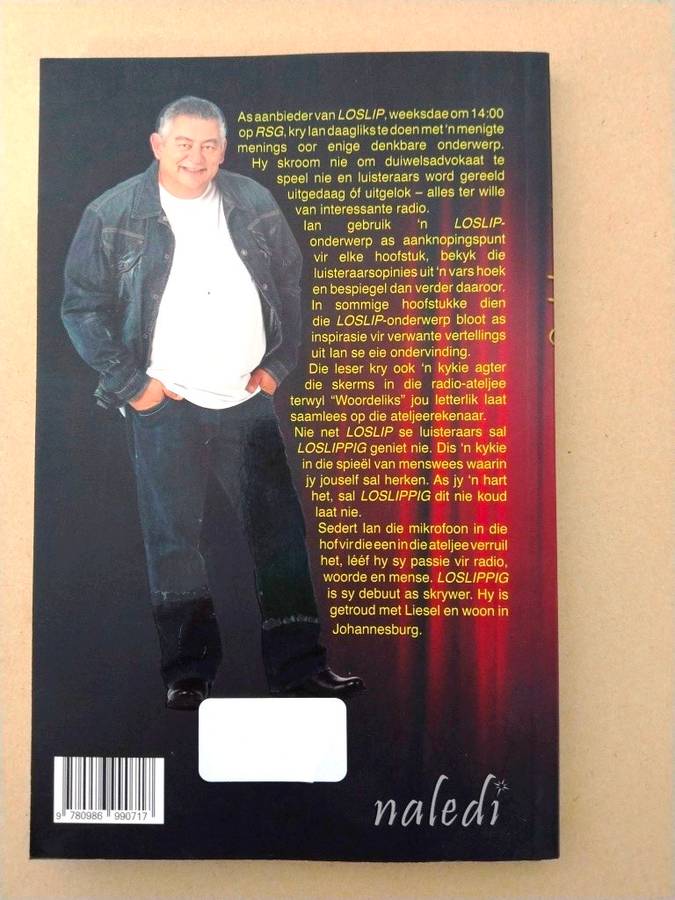 As aanbieder van LOSLIP, weeksdae om 14:00
op RSG, kry Ian daagliks te doen met 'n menigte
menings oor enige denkbare onderwerp.
Hy skroom nie om duiwelsadvokaat te
speel nie en luisteraars word gereeld
uitgedaag óf uitgelok – alles ter wille
van interessante radio.
Ian gebruik 'n LOSLIP-
onderwerp as aanknopingspunt
vir elke hoofstuk, bekyk die
luisteraarsopinies uit 'n vars hoek
en bespiegel dan verder daaroor.
In sommige hoofstukke dien
die LOSLIP-onderwerp bloot as
inspirasie vir verwante vertellings
uit Ian se eie ondervinding.
Die leser kry ook 'n kykie agter
die skerms in die radio-ateljee
terwyl “Woordeliks” jou letterlik laat
saamlees op die ateljeerekenaar.
Nie net LOSLIP se luisteraars sal
LOSLIPPIG geniet nie. Dis 'n kykie
in die spieël van menswees waarin
jy jouself sal herken. As jy 'n hart
het, sal LOSLIPPIG dit nie koud
laat nie.
Sedert Ian die mikrofoon in die
hof vir die een in die ateljee verruil
het, lééf hy sy passie vir radio,
woorde en mense. LOSLIPPIG
is sy debuut as skrywer. Hy is
getroud met Liesel en woon in
Johannesburg.
9 780986 990717
naledi